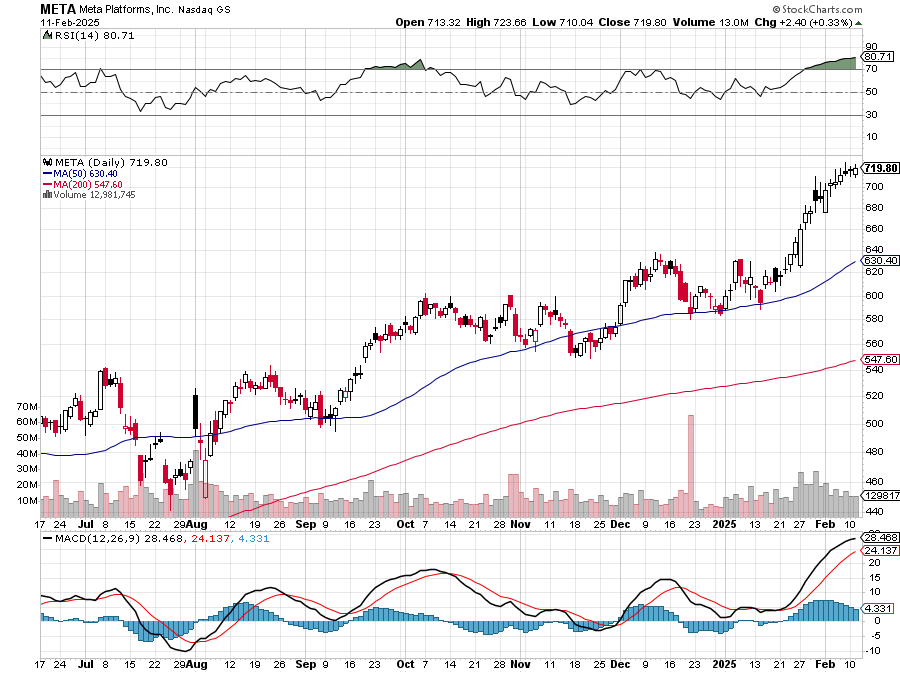 META Meta Platforms, Inc. Nasdaq GS
© StockCharts.com
11-Feb-2025
Open 713.32 High 723.66 Low 710.04 Close 719.80 Volume 13.0M Chg +2.40 (+0.33%)
RSI(14) 80.71
90
80.71
70
50
30
10
META (Daily) 719.80
MA(50) 630.40
MA(200) 547.60
Volume 12,981,745
719.80
700
680
660
640
630.40
620
600
580
560
547.60
540
520
500
480
460
129817
440
70M
60M
50M
40M
30M
20M
10M
17 24 Jul 8 15 22 29 Aug 12 19 26 Sep 9 16 23 Oct 7 14 21 28 Nov 11 18 25 Dec 9 16 23 2025 13 21 27 Feb 10
MACD(12,26,9) 28.468, 24.137, 4.331
28.468
24.137
20
15
10
4.331
0
-5
-10
17 24 Jul 8 15 22 29 Aug 12 19 26 Sep 9 16 23 Oct 7 14 21 28 Nov 11 18 25 Dec 9 16 23 2025 13 21 27 Feb 10